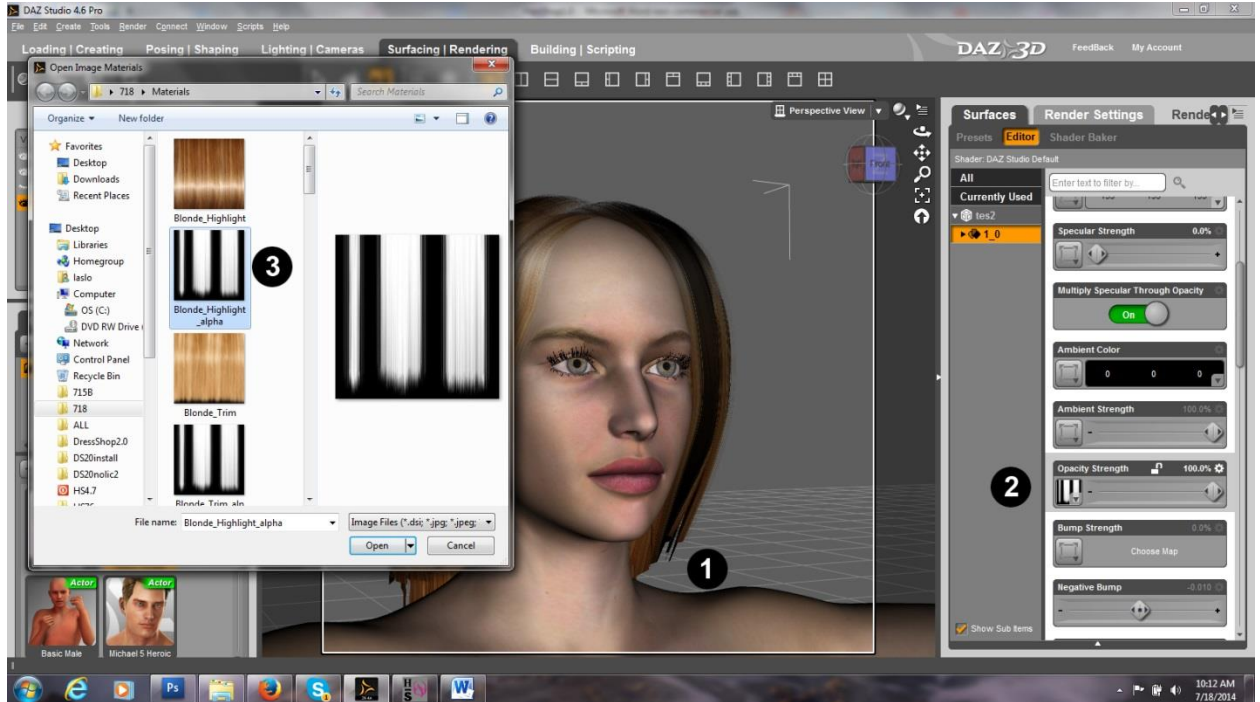 DAZ Studio 4.6 Pro
File Edit Create Tools Render Connect Window Scripts Help
Loading | Creating Posing | Shaping Lighting | Cameras Surfacing | Rendering Building | Scripting
DAZ 3D FeedBack My Account
Open Image Materials
718 Materials
Search Materials
Organize New folder
Favorites
Desktop
Downloads
Recent Places
Desktop
Libraries
Homegroup
laslo
Computer
OS (C:)
DVD RW Drive
Network
Control Panel
Recycle Bin
715B
718
ALL
DressShop2.0
DS20install
DS20nolic2
HS4.7
Blonde_Highlight
Blonde_Highlight
_alpha
Blonde_Trim
3
File name: Blonde_Highlight_alpha
Image Files (*.dsi; *.jpg; *.jpeg;
Open Cancel
Perspective View
Front
1
2
Surfaces Render Settings Rende
Presets Editor Shader Baker
Shader: DAZ Studio Default
All
Currently Used
tes2
1_0
Enter text to filter by...
Specular Strength 0.0%
Multiply Specular Through Opacity
On
Ambient Color
0 0 0
Ambient Strength 100.0%
Opacity Strength 100.0%
Bump Strength 0.0%
Choose Map
Negative Bump -0.010
Show Sub Items
Actor Actor
Basic Male Michael 5 Heroic
10:12 AM
7/18/2014